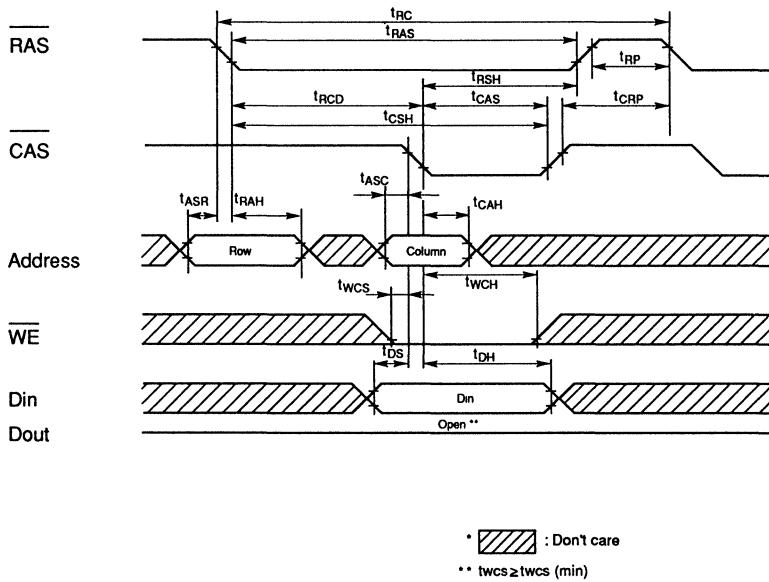 tRC
RAS
tRAS
tRP
tRSH
tRCD
tCAS
tCRP
tCSH
CAS
tASC
tASR
tRAH
tCAH
Address
Row
Column
tWCS
tWCH
WE
tDS
tDH
Din
Din
Open **
Dout
* : Don't care
** twcs ≥ twcs (min)